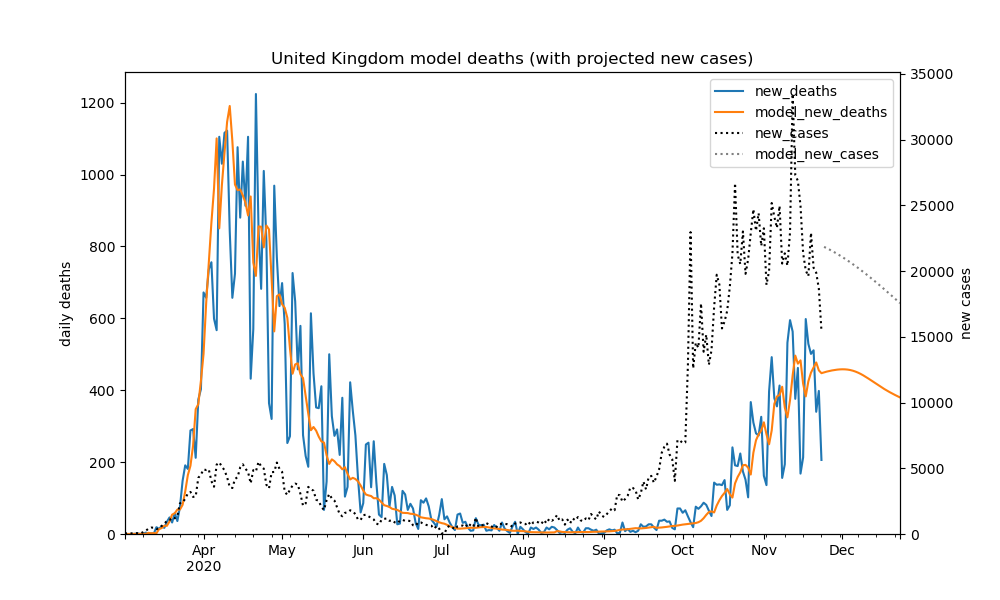 United Kingdom model deaths (with projected new cases)
new_deaths
model_new_deaths
new_cases
model_new_cases
daily deaths
1200
1000
800
600
400
200
0
35000
30000
25000
20000
15000
10000
5000
0
new cases
Apr
2020
May
Jun
Jul
Aug
Sep
Oct
Nov
Dec